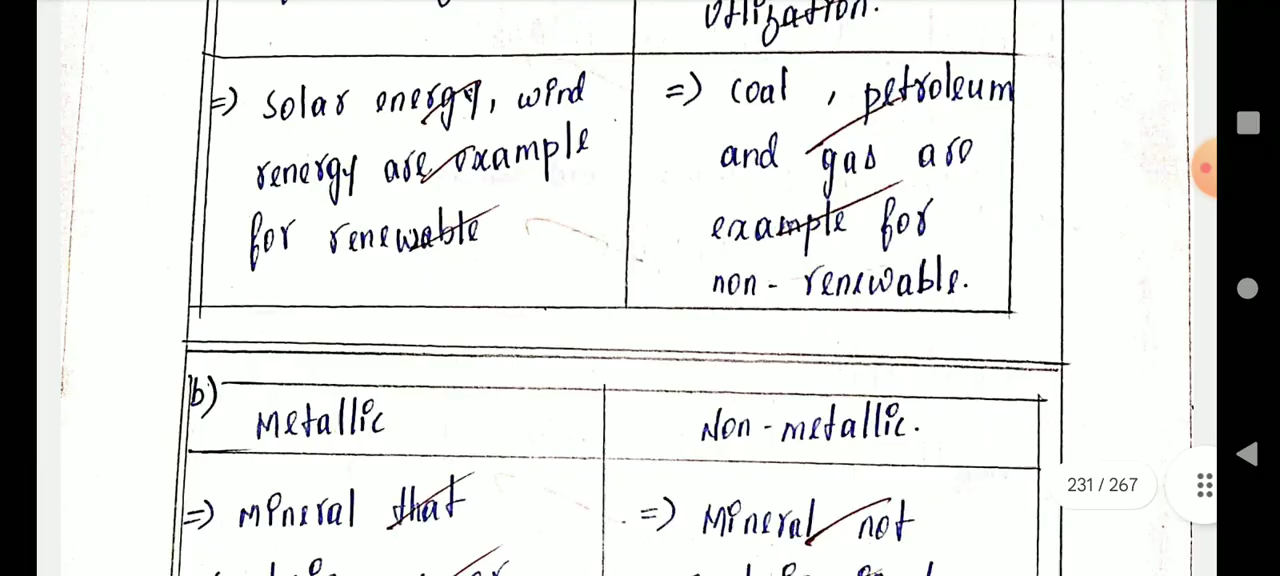 utilization.
=) solar energy, wind
renergy are example
for renewable
=) coal , petroleum
and gas are
example for
non - renewable.
b)
Metallic
Non - metallic.
=) Mineral that
=) Mineral not
231 / 267